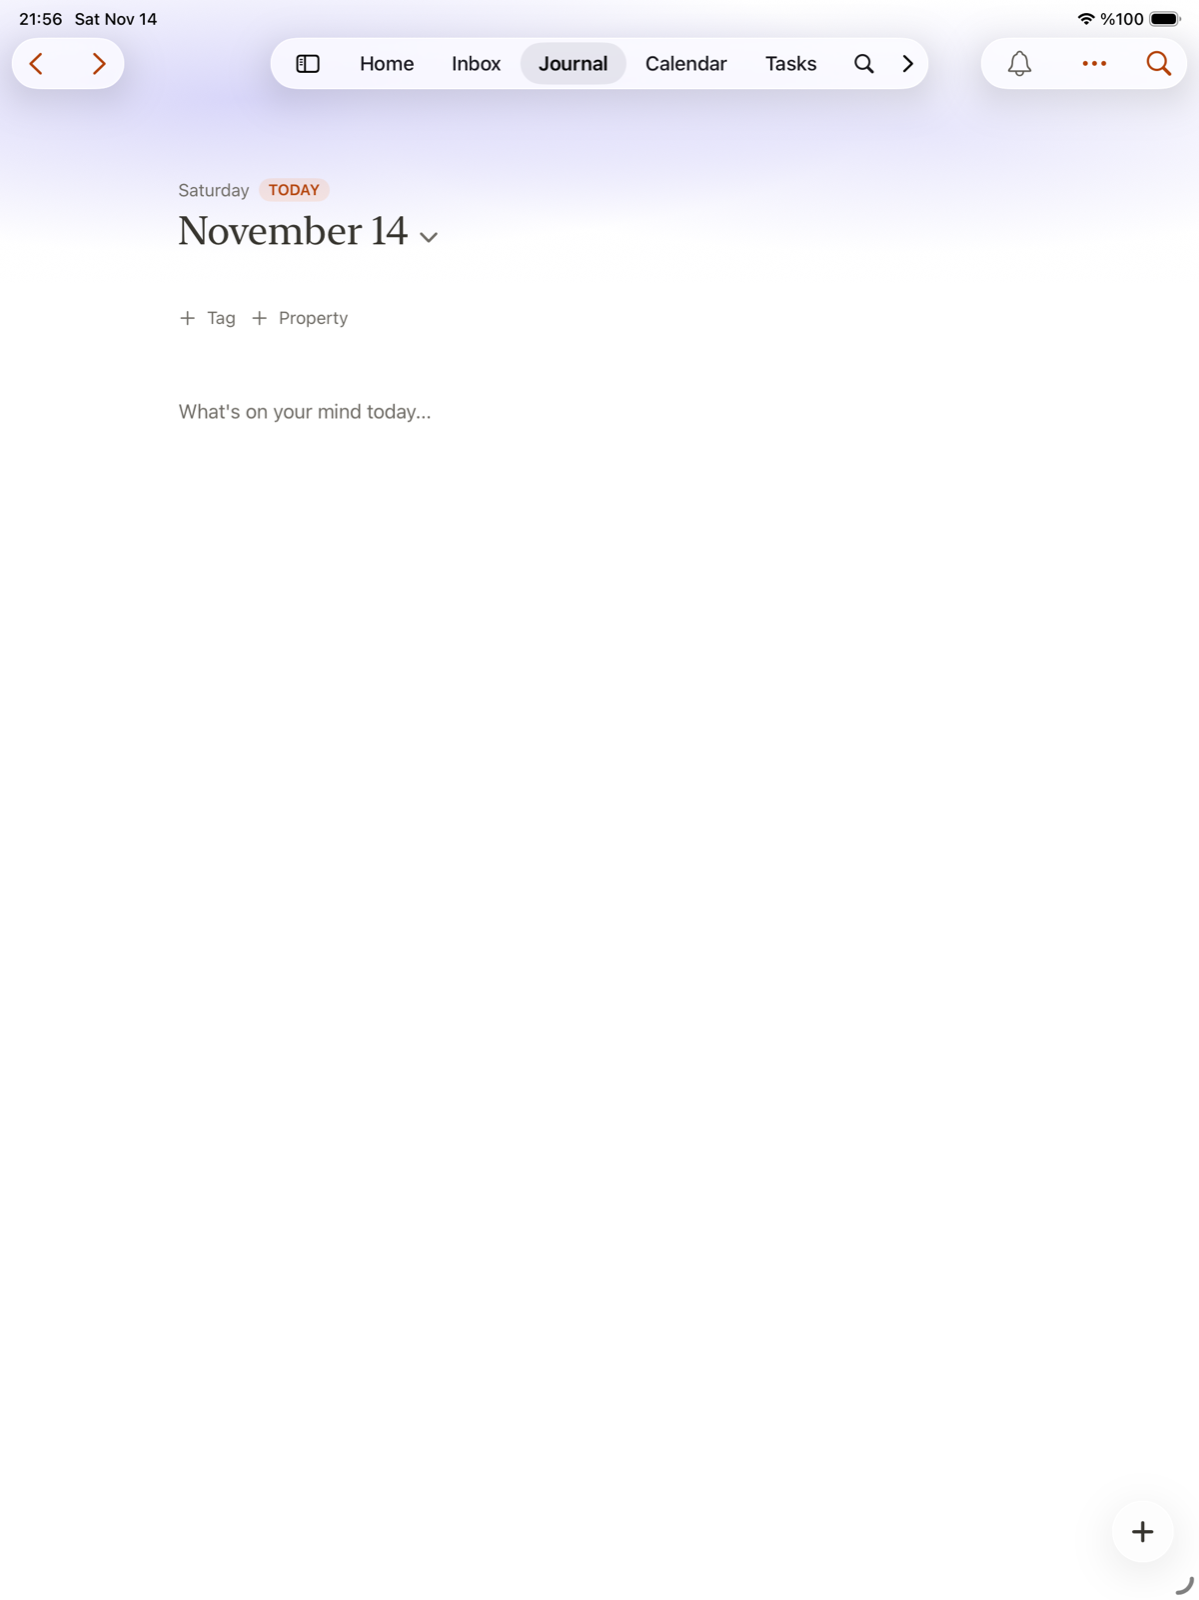 21:56 Sat Nov 14
%100
Home Inbox Journal Calendar Tasks
Saturday TODAY
November 14
+ Tag + Property
What's on your mind today...